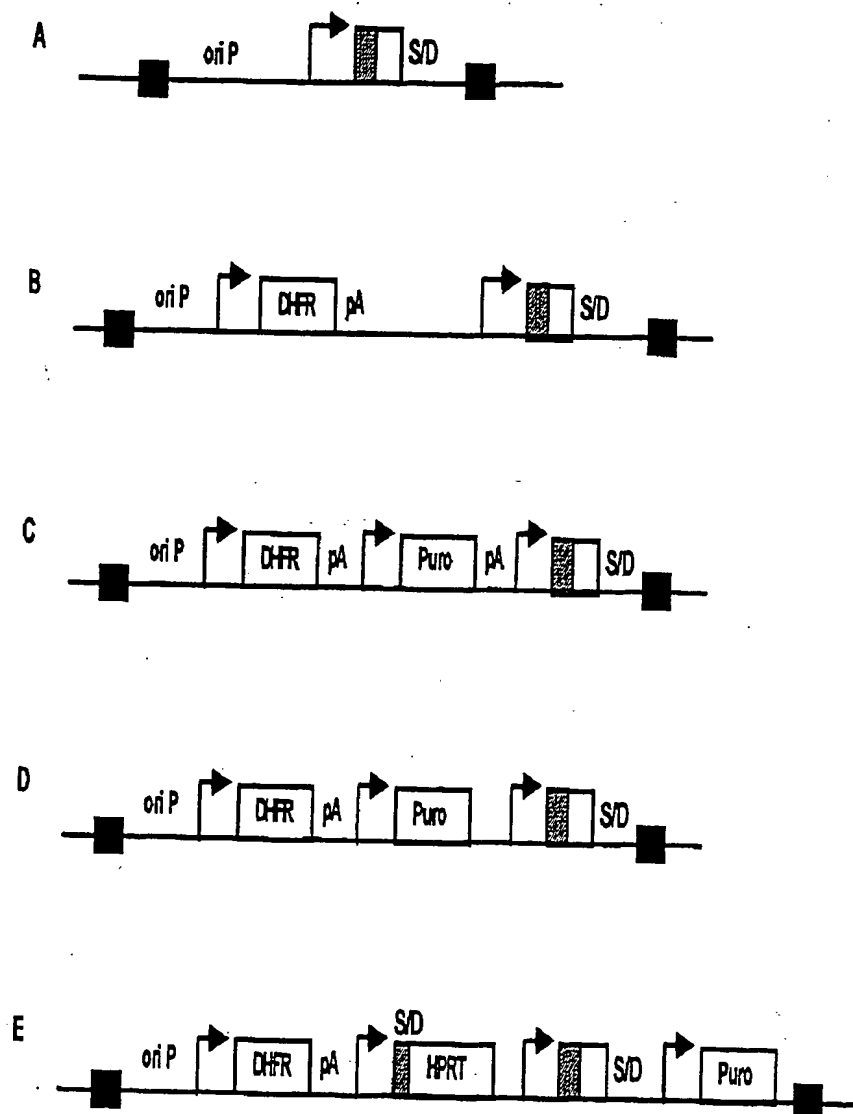 A ori P S/D
B ori P DHFR pA S/D
C ori P DHFR pA Puro pA S/D
D ori P DHFR pA Puro S/D
E ori P DHFR pA S/D HPRT S/D Puro